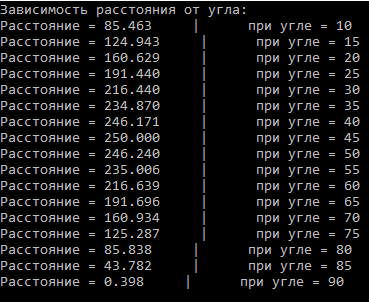 Зависимость расстояния от угла:
Расстояние = 85.463 | при угле = 10
Расстояние = 124.943 | при угле = 15
Расстояние = 160.629 | при угле = 20
Расстояние = 191.440 | при угле = 25
Расстояние = 216.440 | при угле = 30
Расстояние = 234.870 | при угле = 35
Расстояние = 246.171 | при угле = 40
Расстояние = 250.000 | при угле = 45
Расстояние = 246.240 | при угле = 50
Расстояние = 235.006 | при угле = 55
Расстояние = 216.639 | при угле = 60
Расстояние = 191.696 | при угле = 65
Расстояние = 160.934 | при угле = 70
Расстояние = 125.287 | при угле = 75
Расстояние = 85.838 | при угле = 80
Расстояние = 43.782 | при угле = 85
Расстояние = 0.398 | при угле = 90